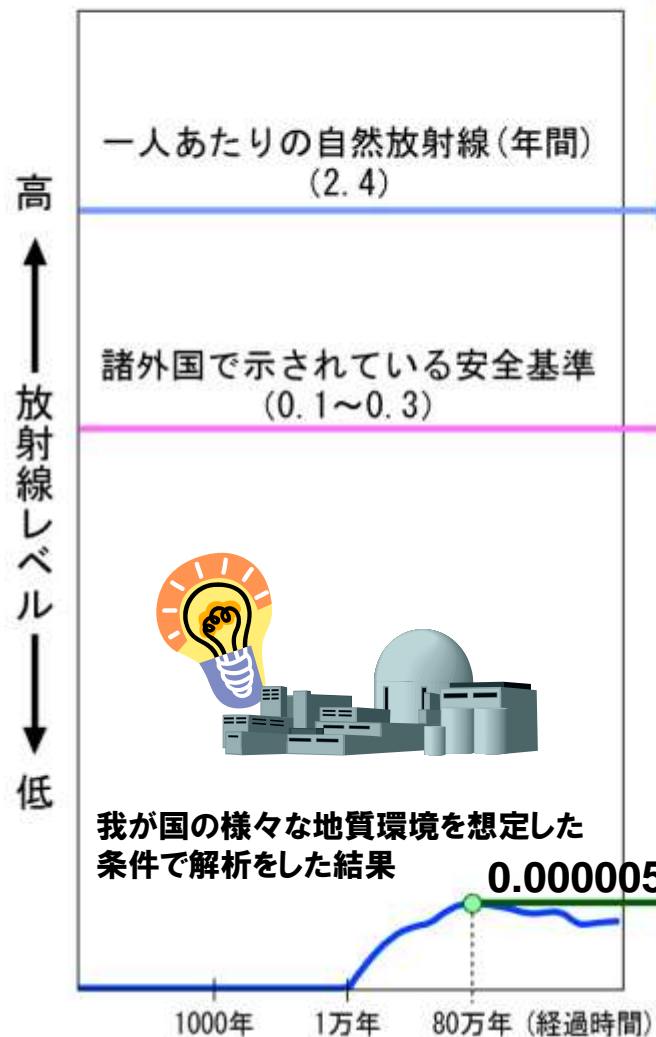 一人あたりの自然放射線(年間)
(2.4)
高
諸外国で示されている安全基準
(0.1～0.3)
放射線レベル
低
我が国の様々な地質環境を想定した
条件で解析をした結果
0.000005
1000年 1万年 80万年 (経過時間)